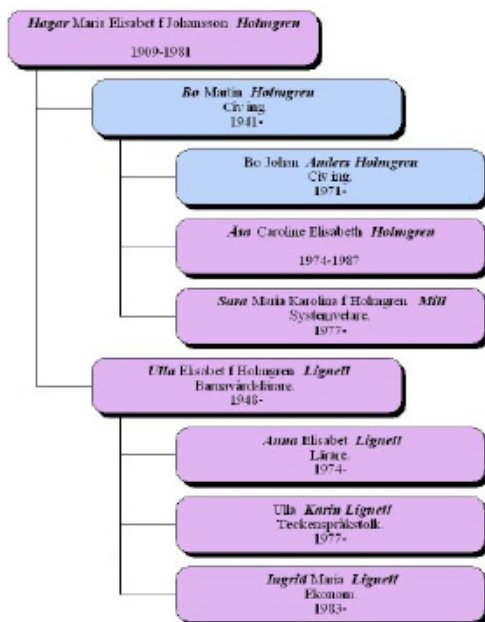 Hagar Maria Elisabet f Johansson Holmgren
1909-1981
Bo Martin Holmgren
Civ ing.
1941-
Bo Johan Anders Holmgren
Civ ing.
1971-
Åsa Caroline Elisabeth Holmgren
1974-1987
Sara Maria Karolina f Holmgren
Systemvetare.
1977-
Ulla Elisabet f Holmgren Lignell
Barnavårdslärare.
1948-
Anna Elisabet Lignell
Lärare.
1974-
Ulla Karin Lignell
Teckenspråkstolk.
1977-
Ingrid Maria Lignell
Ekonom.
1983-